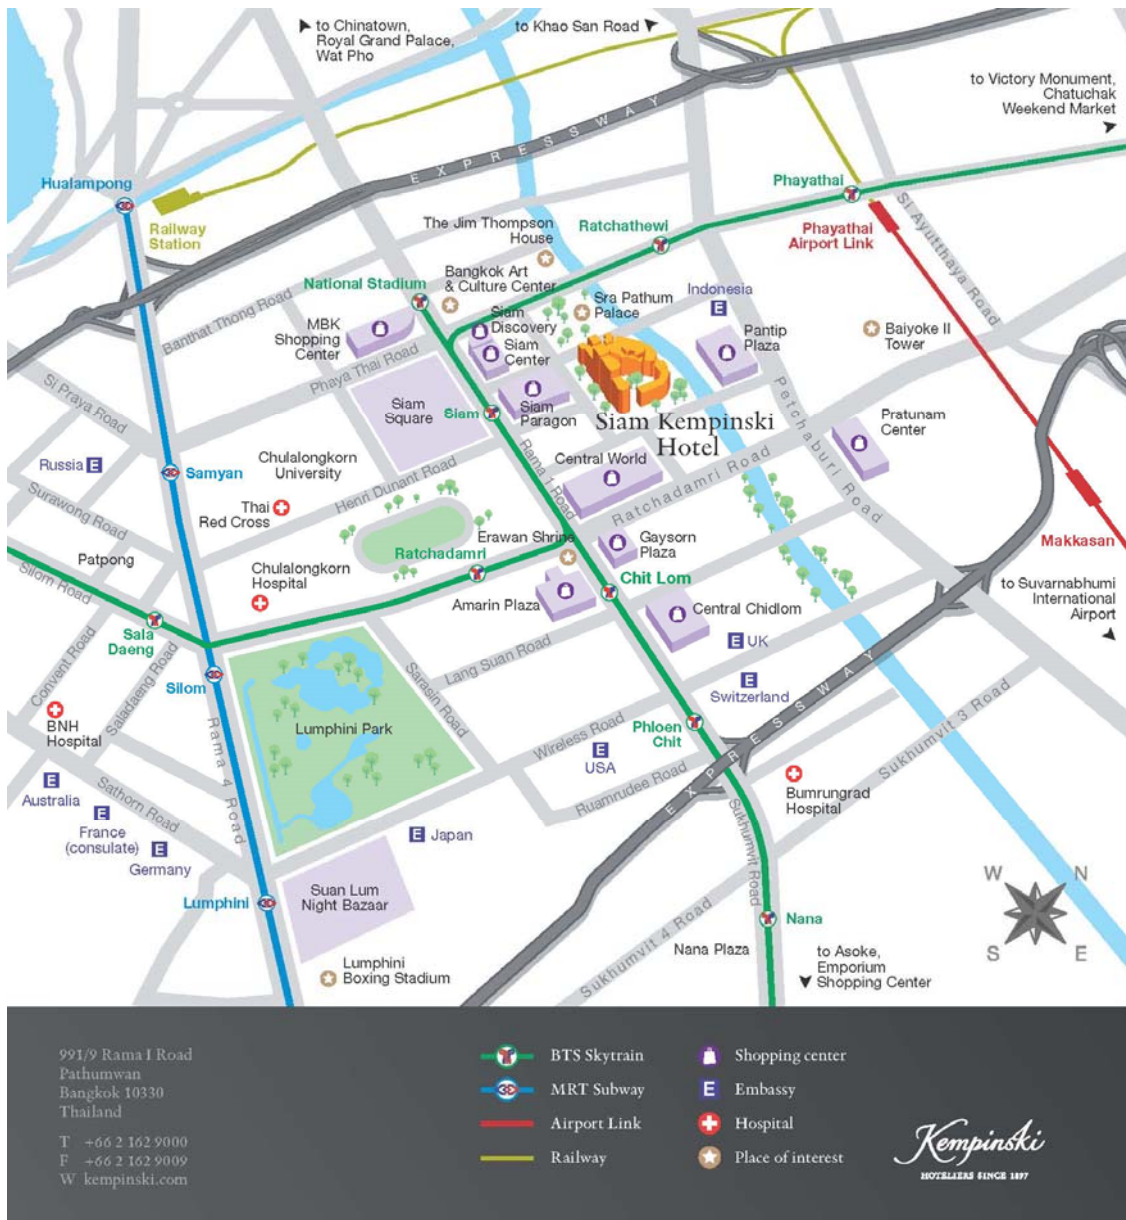 to Chinatown,
Royal Grand Palace,
Wat Pho
to Khao San Road
to Victory Monument,
Chatuchak
Weekend Market
EXPRESSWAY
Hualampong
Railway
Station
Phayathai
Phayathai
Airport Link
Si Ayutthaya Road
Ratchathewi
The Jim Thompson
House
National Stadium
Bangkok Art
& Culture Center
Banthat Thong Road
MBK
Shopping
Center
Siam
Discovery
Siam
Center
Sra Pathum
Palace
Indonesia
E
Pantip
Plaza
Baiyoke II
Tower
Phaya Thai Road
Si Praya Road
Siam
Square
Siam
Siam
Paragon
Siam Kempinski
Hotel
Petchaburi Road
Pratunam
Center
Russia E
Samyan
Chulalongkorn
University
Henri Dunant Road
Rama 1 Road
Central World
Ratchadamri Road
Surawong Road
Thai
Red Cross
Erawan Shrine
Gaysorn
Plaza
Makkasan
Patpong
Silom Road
Chulalongkorn
Hospital
Ratchadamri
Chit Lom
Amarin Plaza
Central Chidlom
to Suvarnabhumi
International
Airport
Sala
Daeng
E UK
Convent Road
Saladaeng Road
Silom
Lang Suan Road
Sarasin Road
E
Switzerland
BNH
Hospital
Lumphini Park
Rama 4 Road
Wireless Road
Phloen
Chit
EXPRESSWAY
Sukhumvit 3 Road
E
USA
Ruamrudee Road
Bumrungrad
Hospital
E
Australia
Sathorn Road
E
France
(consulate)
E
Germany
E Japan
Sukhumvit Road
Lumphini
Suan Lum
Night Bazaar
W N
S E
Nana
Nana Plaza
Sukhumvit 4 Road
Lumphini
Boxing Stadium
to Asoke,
Emporium
Shopping Center
991/9 Rama I Road
Pathumwan
Bangkok 10330
Thailand
T +66 2 162 9000
F +66 2 162 9009
W kempinski.com
BTS Skytrain
MRT Subway
Airport Link
Railway
Shopping center
E Embassy
Hospital
Place of interest
Kempinski
HOTELIERS SINCE 1897